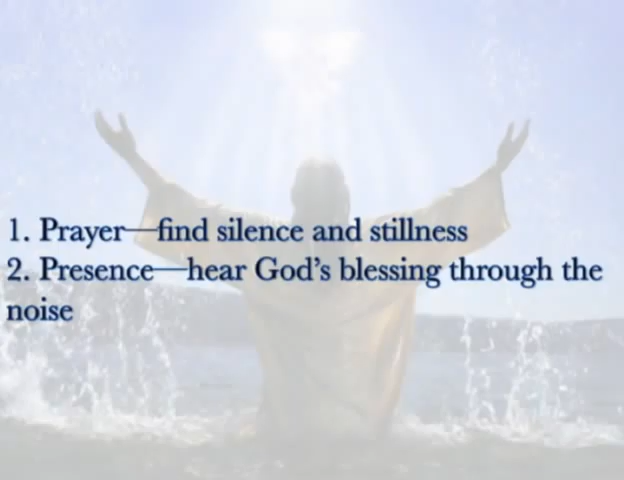 1. Prayer—find silence and stillness
2. Presence—hear God’s blessing through the
noise